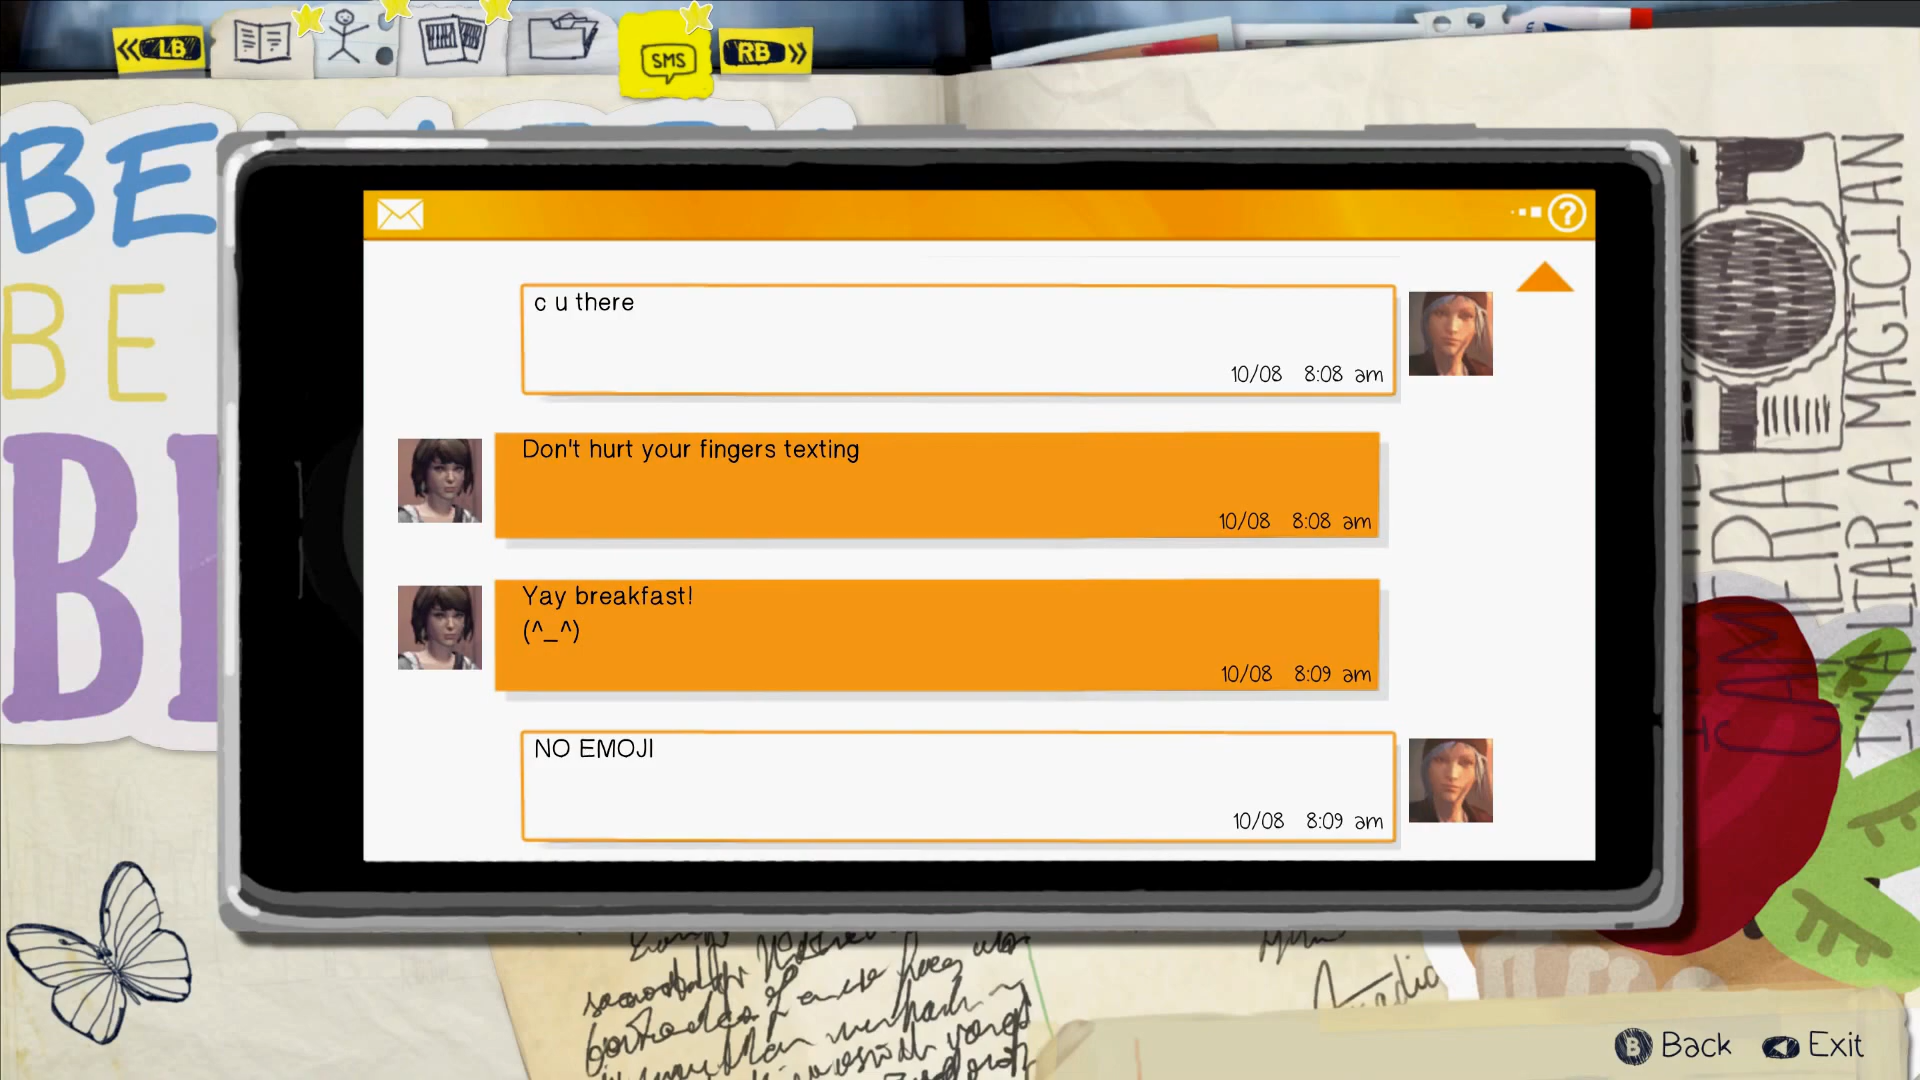 LB
SMS
RB
BE
BE
c u there
10/08 8:08 am
Don't hurt your fingers texting
10/08 8:08 am
Yay breakfast!
(^_^)
10/08 8:09 am
NO EMOJI
10/08 8:09 am
CAMERA
LIAR, A MAGICIAN
B Back
Exit